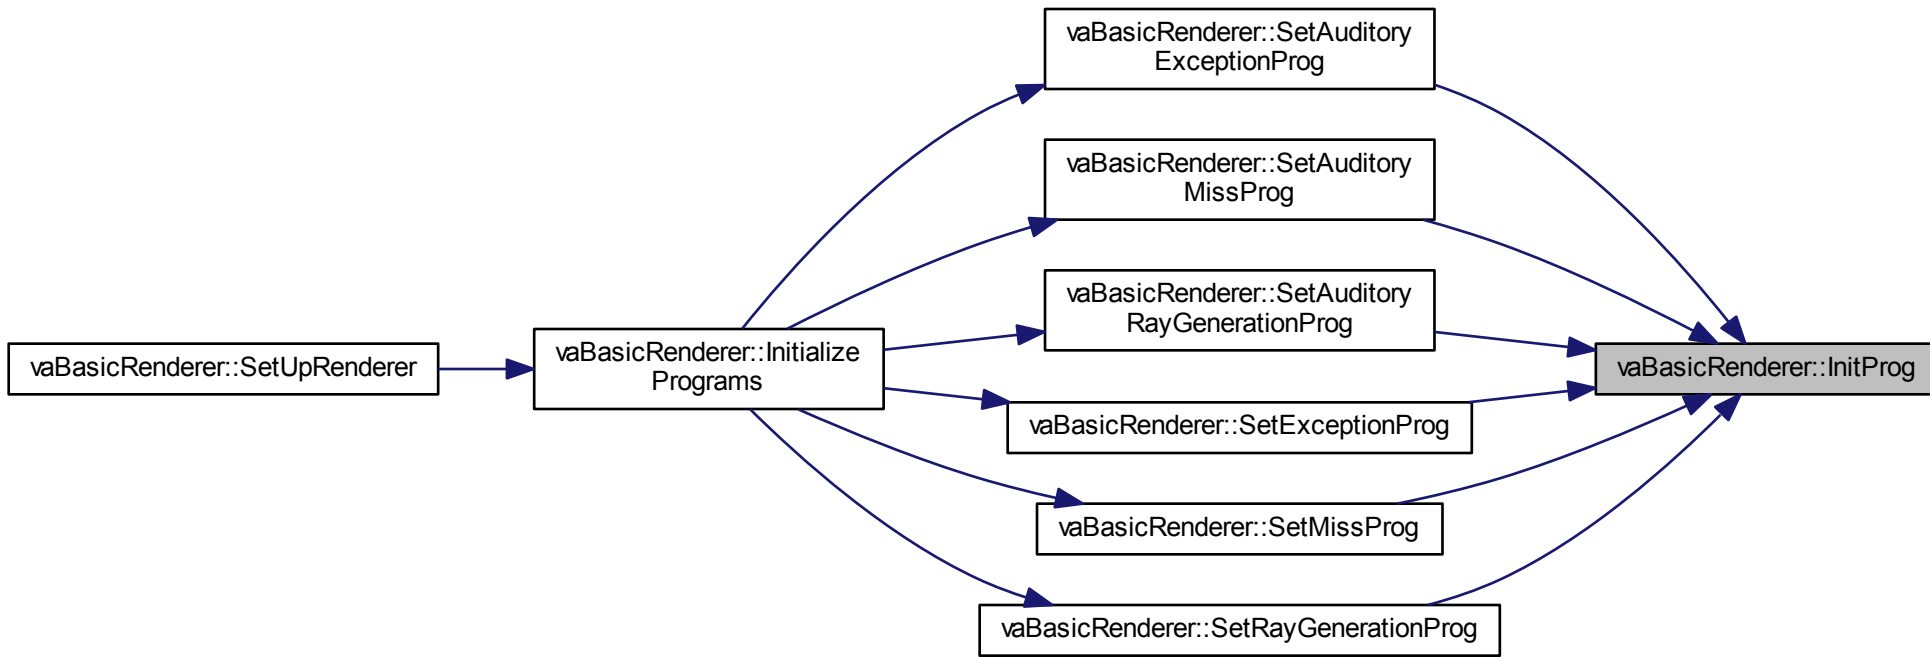 vaBasicRenderer::SetAuditory
ExceptionProg
vaBasicRenderer::SetAuditory
MissProg
vaBasicRenderer::SetAuditory
RayGenerationProg
vaBasicRenderer::SetUpRenderer
vaBasicRenderer::Initialize
Programs
vaBasicRenderer::InitProg
vaBasicRenderer::SetExceptionProg
vaBasicRenderer::SetMissProg
vaBasicRenderer::SetRayGenerationProg